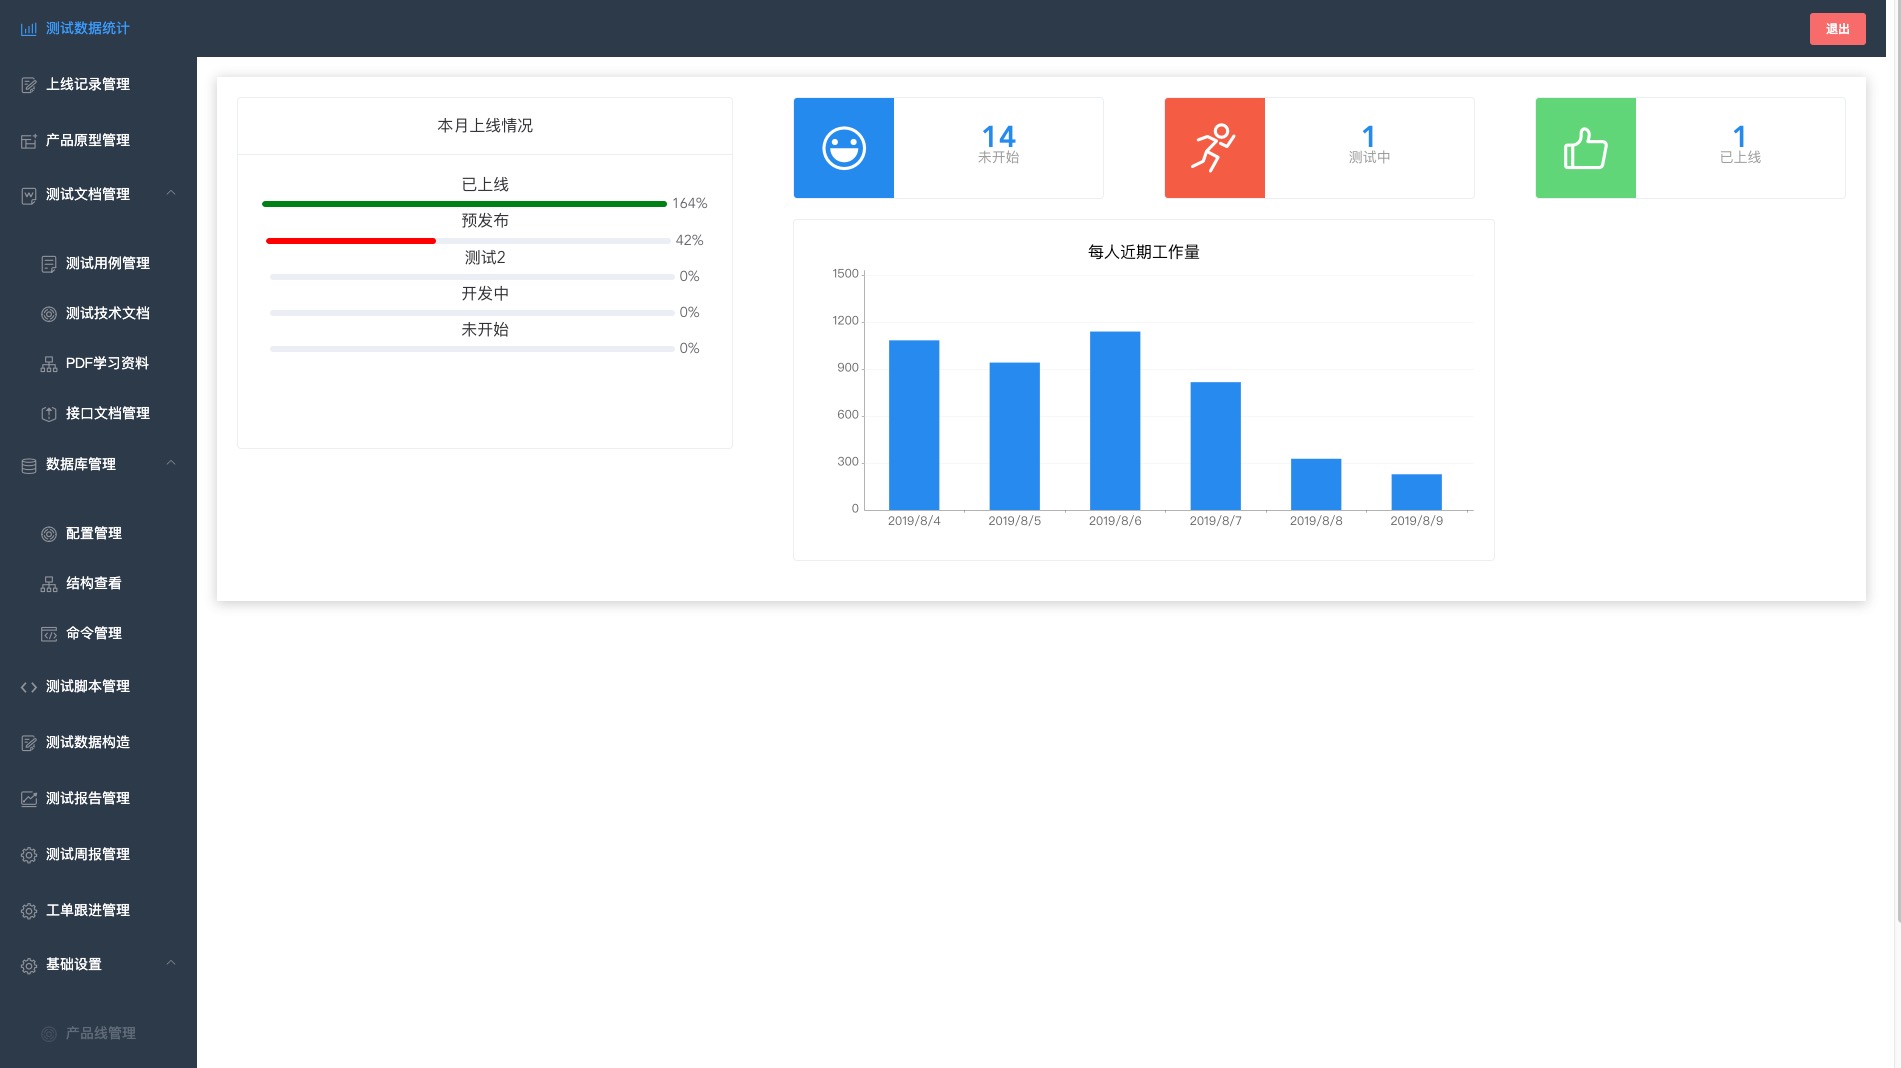 测试数据统计
退出
上线记录管理
产品原型管理
测试文档管理
测试用例管理
测试技术文档
PDF学习资料
接口文档管理
数据库管理
配置管理
结构查看
命令管理
测试脚本管理
测试数据构造
测试报告管理
测试周报管理
工单跟进管理
基础设置
产品线管理
本月上线情况
已上线
164%
预发布
42%
测试2
0%
开发中
0%
未开始
0%
14
未开始
1
测试中
1
已上线
每人近期工作量
1500
1200
900
600
300
0
2019/8/4 2019/8/5 2019/8/6 2019/8/7 2019/8/8 2019/8/9